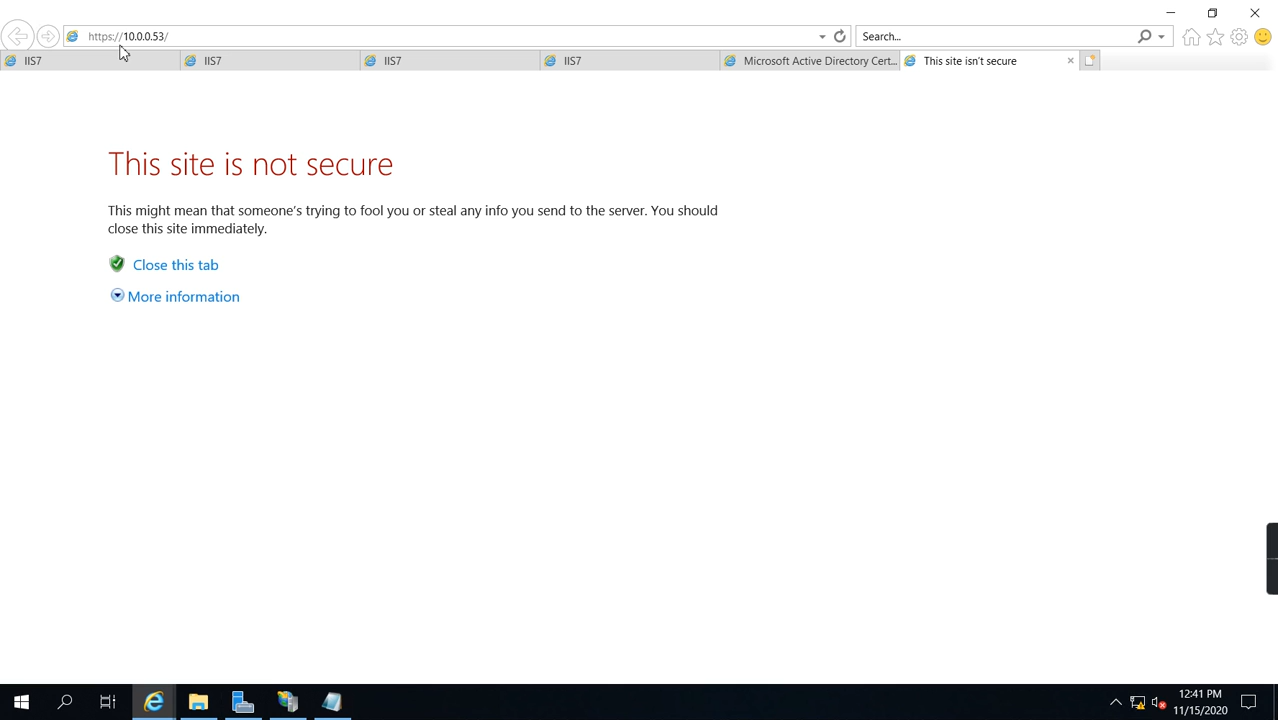 https://10.0.0.53/
Search...
IIS7
IIS7
IIS7
IIS7
Microsoft Active Directory Cert...
This site isn't secure
This site is not secure
This might mean that someone's trying to fool you or steal any info you send to the server. You should
close this site immediately.
Close this tab
More information
12:41 PM
11/15/2020